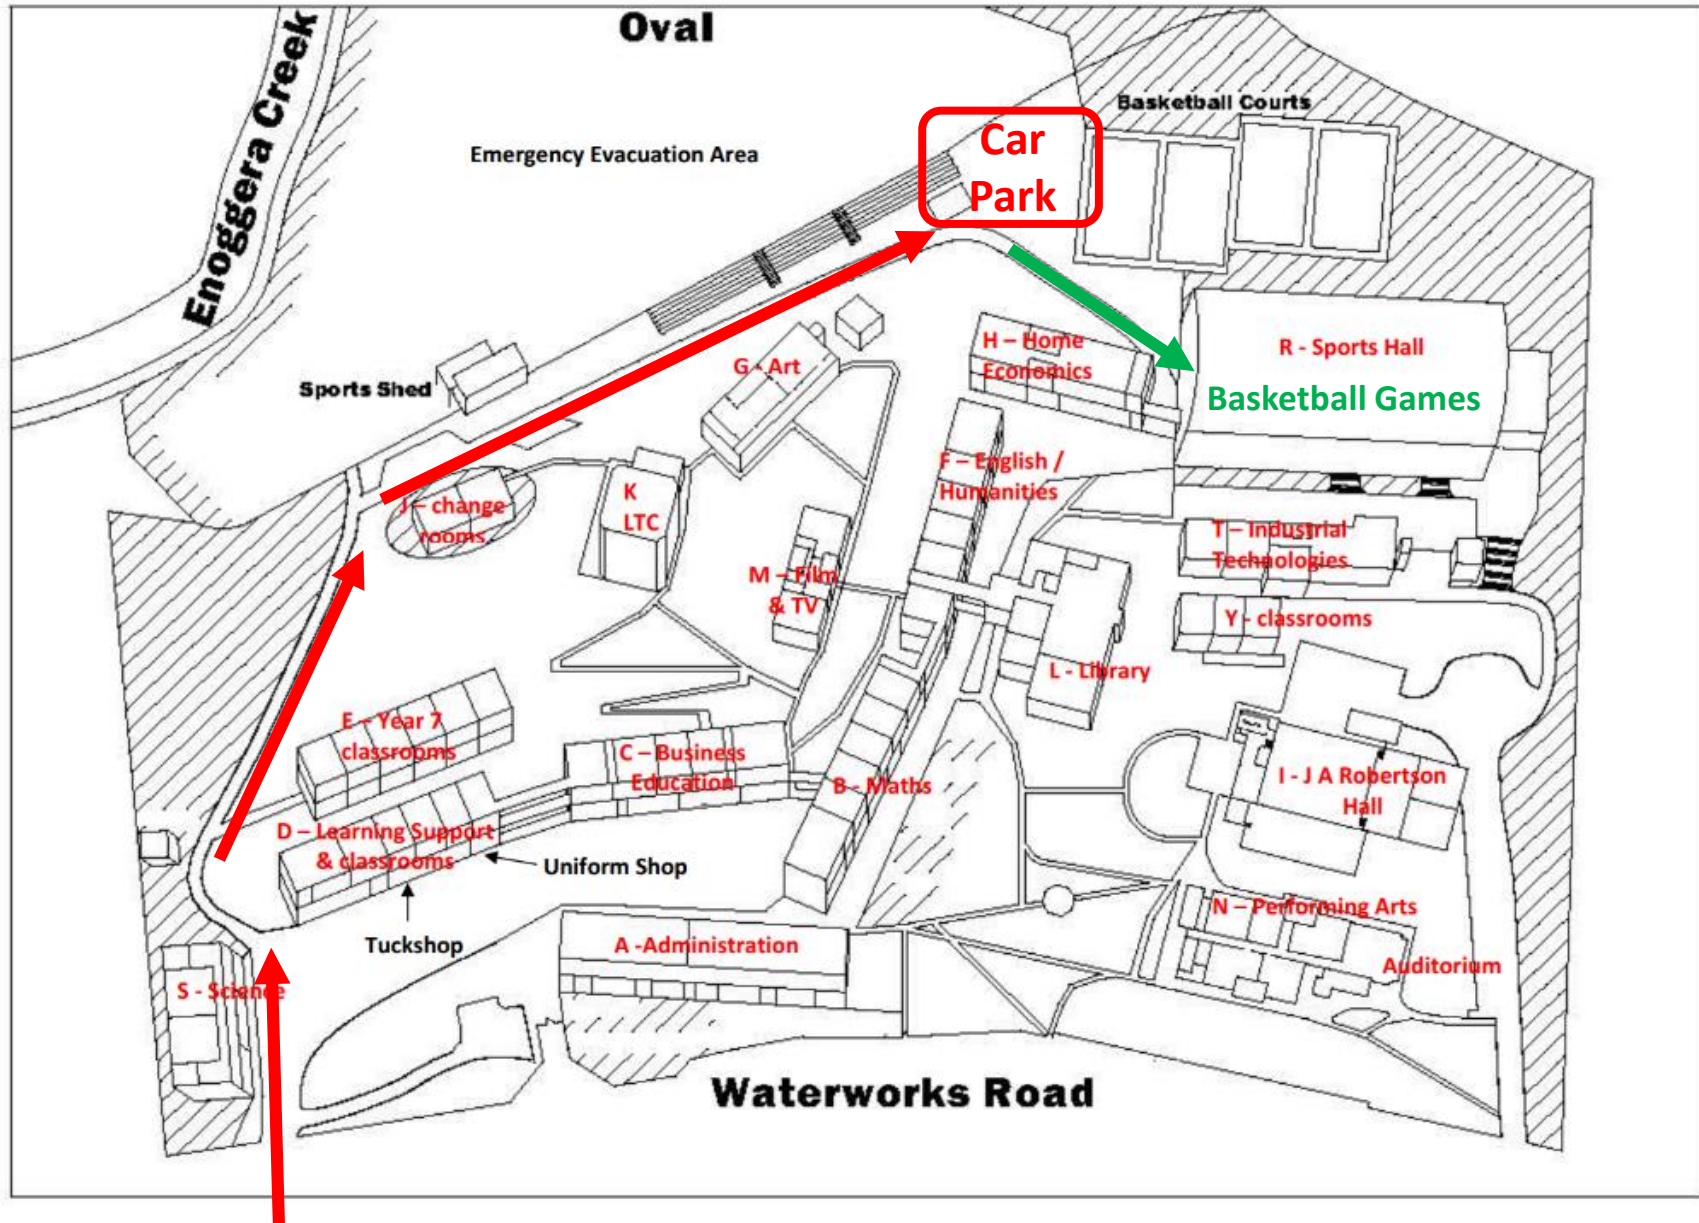 Oval
Enoggera Creek
Basketball Courts
Car
Park
Emergency Evacuation Area
H – Home
Economics
R - Sports Hall
Basketball Games
G - Art
Sports Shed
F – English /
Humanities
K
LTC
J – change
rooms
T – Industrial
Technologies
M – Film
& TV
Y - classrooms
L - Library
E – Year 7
classrooms
C – Business
Education
B - Maths
I - J A Robertson
Hall
D – Learning Support
& classrooms
Uniform Shop
Tuckshop
A -Administration
N – Performing Arts
Auditorium
S - Science
Waterworks Road